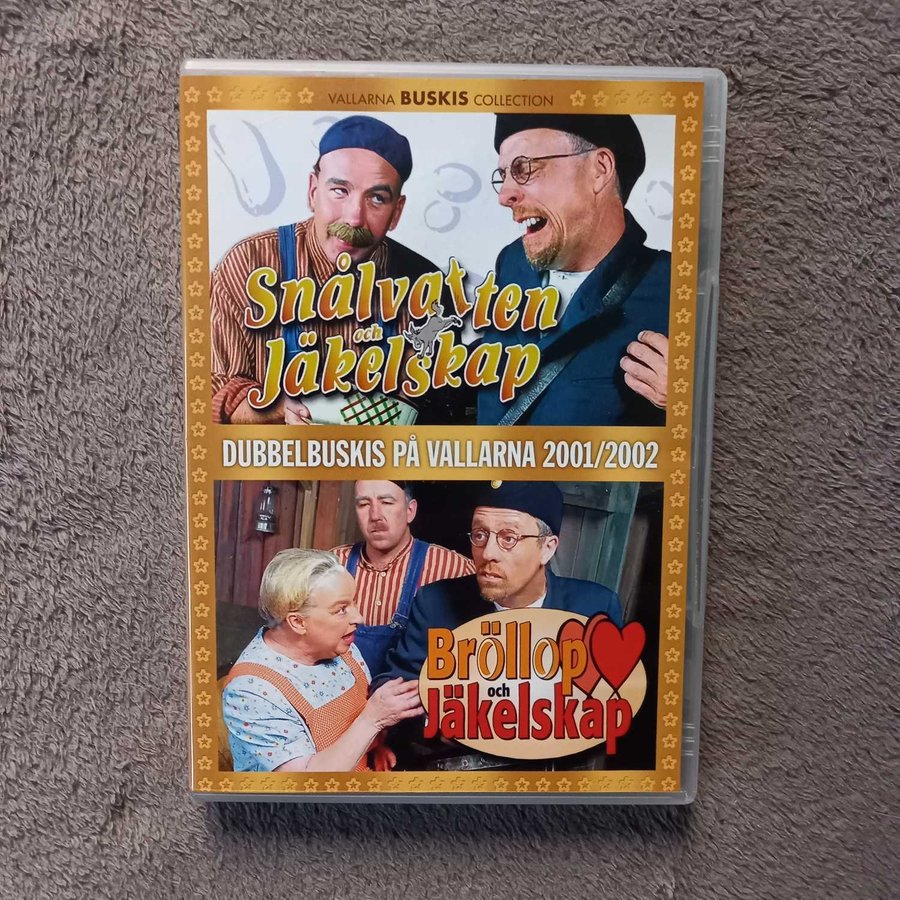 VALLARNA BUSKIS COLLECTION
Snålvatten
och
Jäkelskap
DUBBELBUSKIS PÅ VALLARNA 2001/2002
Bröllop
och
Jäkelskap